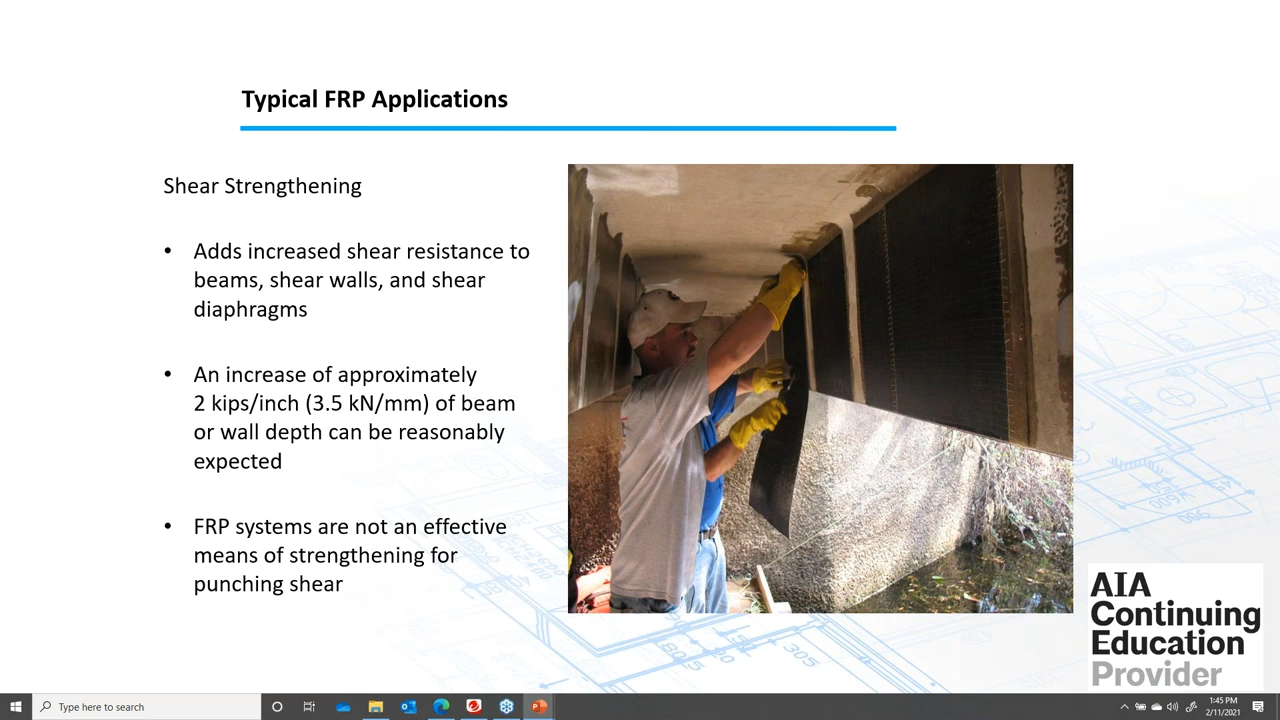 Typical FRP Applications
Shear Strengthening
• Adds increased shear resistance to
beams, shear walls, and shear
diaphragms
• An increase of approximately
2 kips/inch (3.5 kN/mm) of beam
or wall depth can be reasonably
expected
• FRP systems are not an effective
means of strengthening for
punching shear
AIA
Continuing
Education
Provider
Type here to search
1:45 PM
2/11/2021